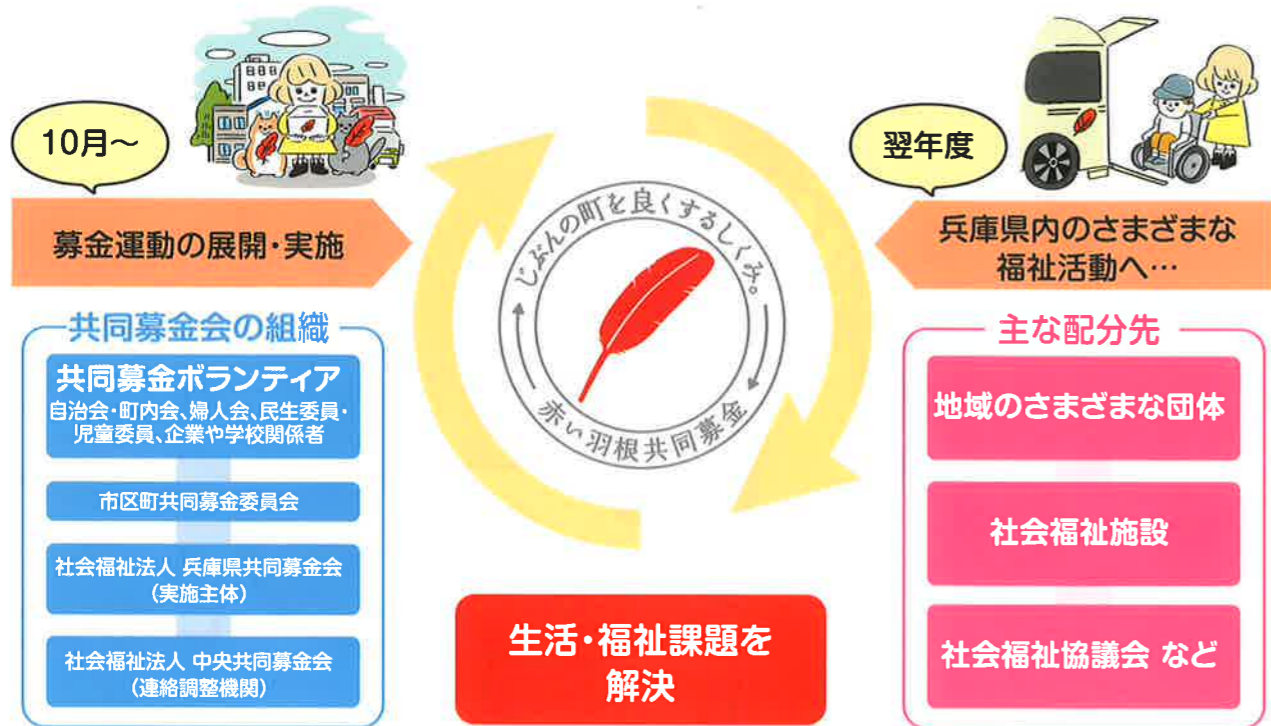 10月～
募金運動の展開・実施
共同募金会の組織
共同募金ボランティア
自治会・町内会、婦人会、民生委員・
児童委員、企業や学校関係者
市区町共同募金委員会
社会福祉法人 兵庫県共同募金会
（実施主体）
社会福祉法人 中央共同募金会
（連絡調整機関）
じぶんの町を良くするしくみ。
赤い羽根共同募金
生活・福祉課題を
解決
翌年度
兵庫県内のさまざまな
福祉活動へ…
主な配分先
地域のさまざまな団体
社会福祉施設
社会福祉協議会 など